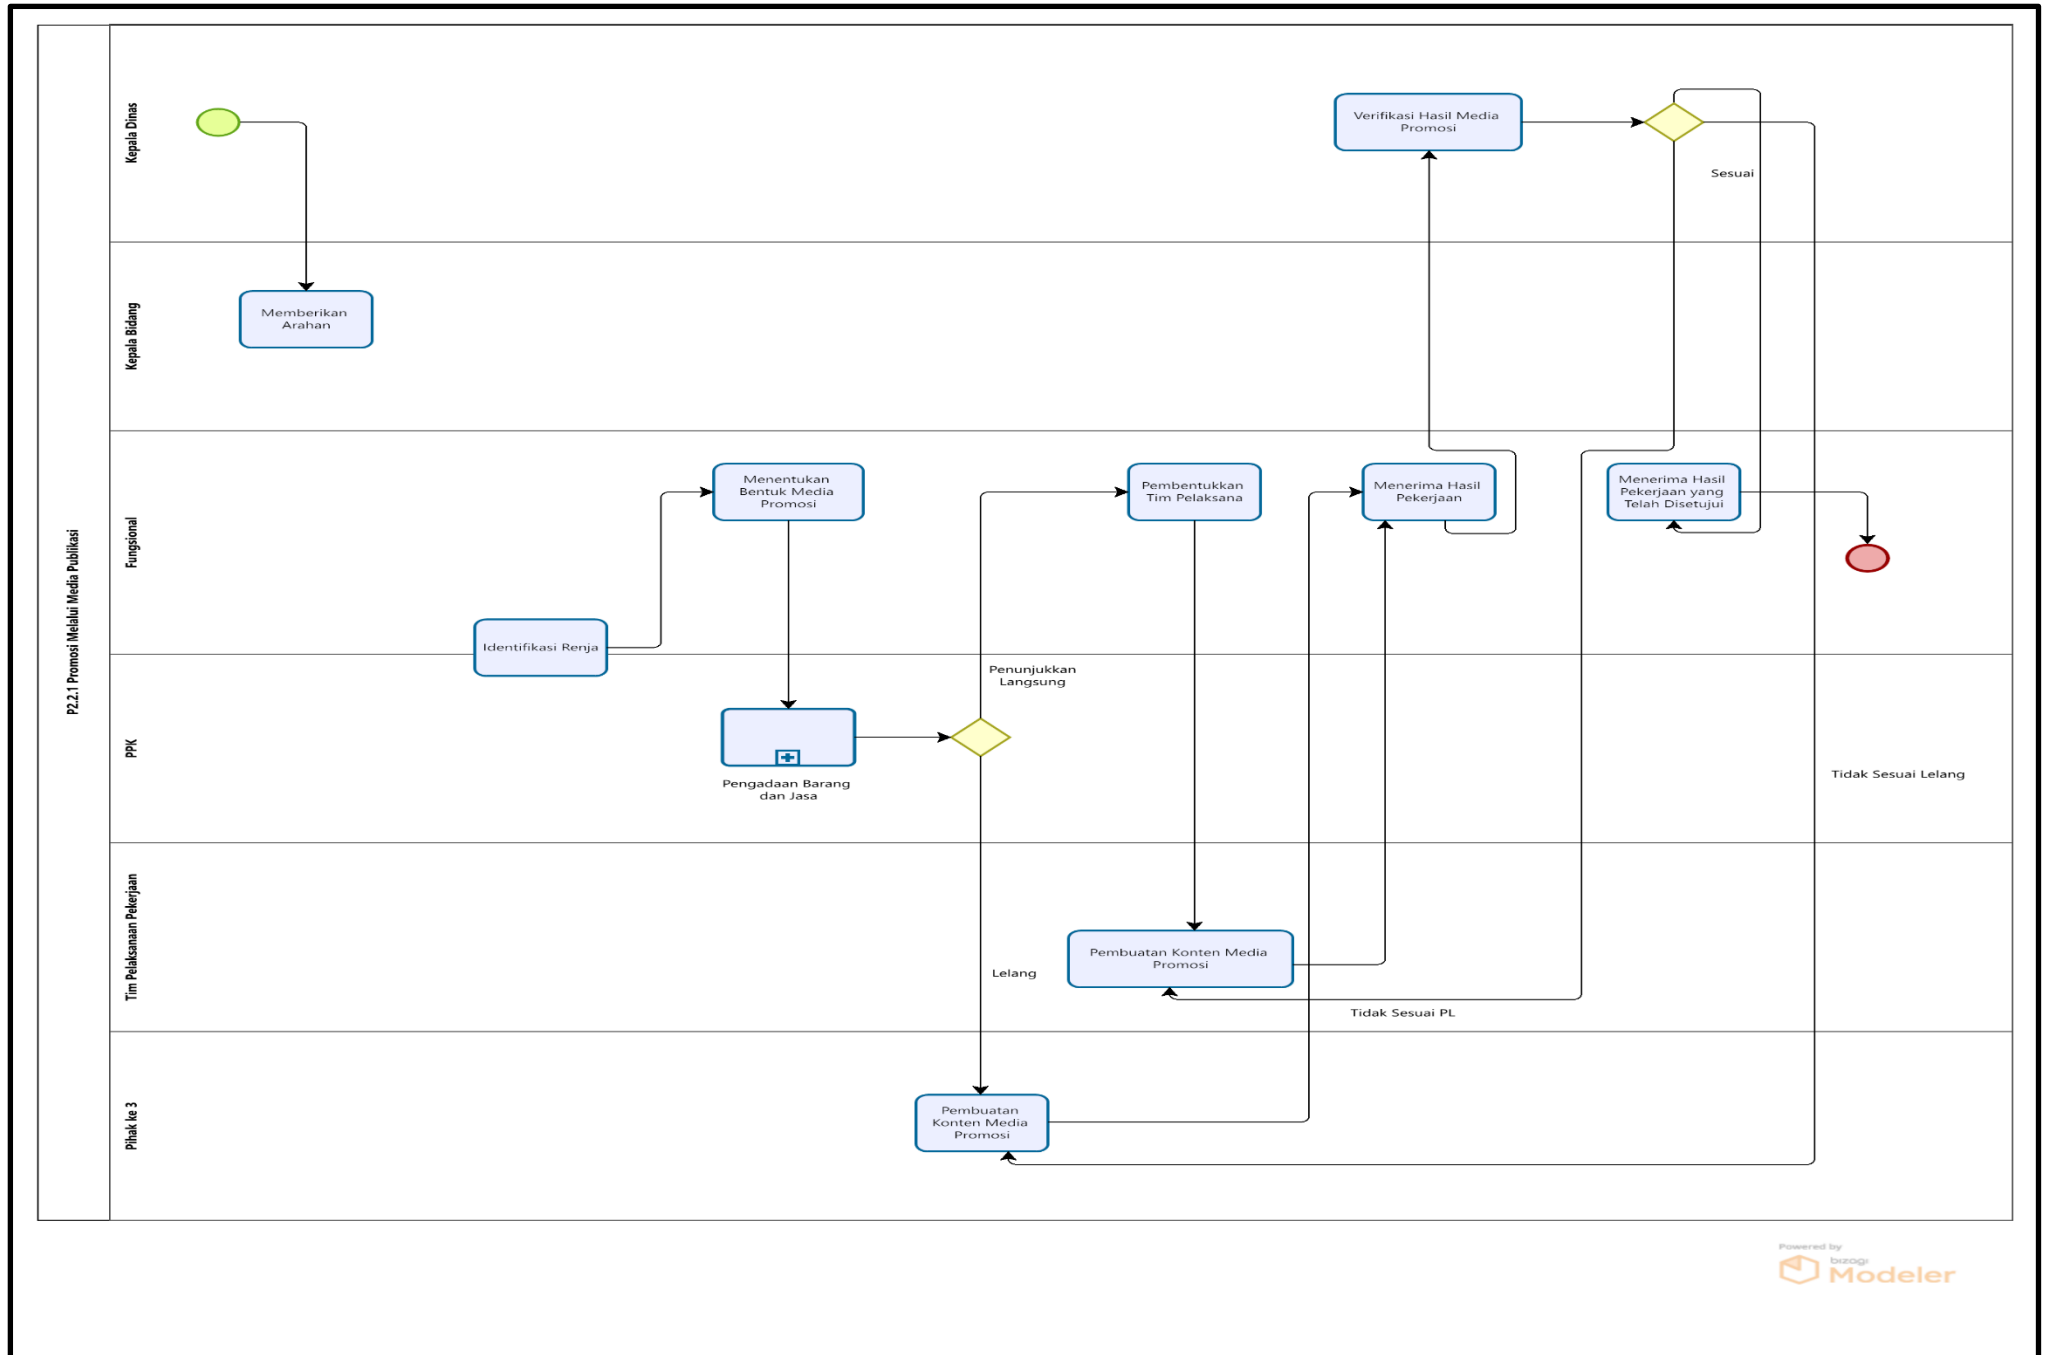 P2.2.1 Promosi Melalui Media Publikasi
Kepala Dinas
Verifikasi Hasil Media
Promosi
Sesuai
Kepala Bidang
Memberikan
Arahan
Fungsional
Menentukan
Bentuk Media
Promosi
Pembentukkan
Tim Pelaksana
Menerima Hasil
Pekerjaan
Menerima Hasil
Pekerjaan yang
Telah Disetujui
Identifikasi Renja
PPK
Penunjukkan
Langsung
Pengadaan Barang
dan Jasa
Tidak Sesuai Lelang
Tim Pelaksanaan Pekerjaan
Pembuatan Konten Media
Promosi
Lelang
Tidak Sesuai PL
Pihak ke 3
Pembuatan
Konten Media
Promosi
Powered by
bizagi
Modeler